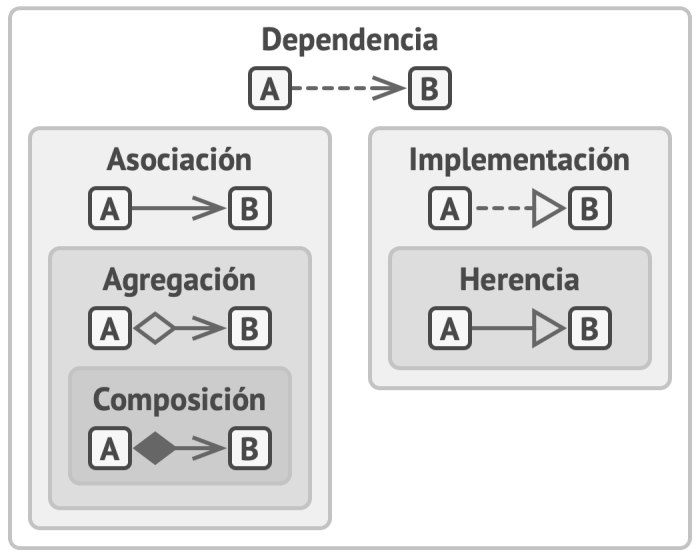 Dependencia
A B
Asociación
A B
Agregación
A B
Composición
A B
Implementación
A B
Herencia
A B